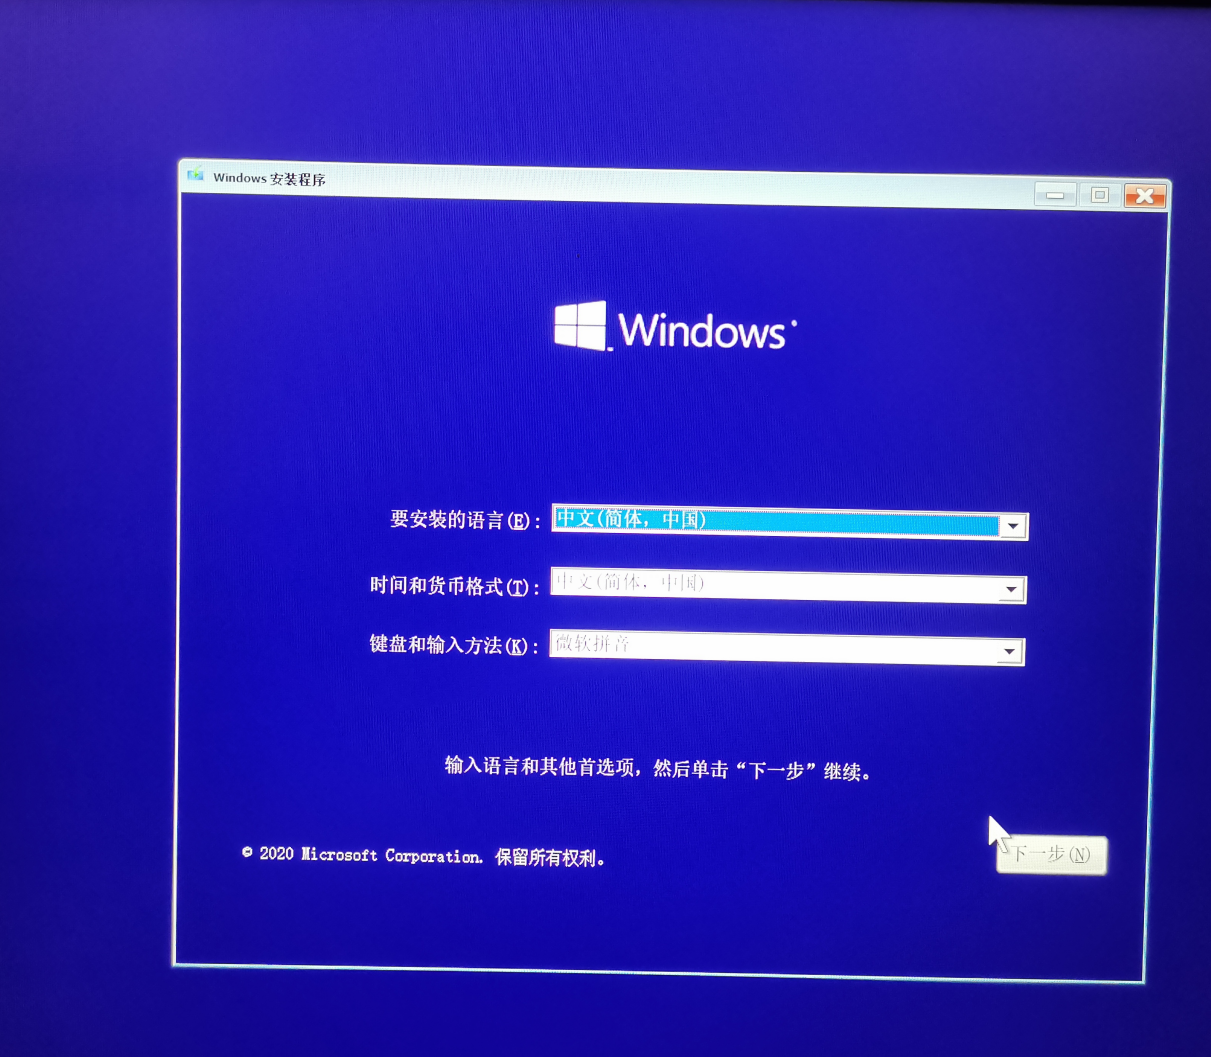 Windows 安装程序
Windows
要安装的语言(E): 中文(简体，中国)
时间和货币格式(T): 中文(简体，中国)
键盘和输入方法(K): 微软拼音
输入语言和其他首选项，然后单击“下一步”继续。
© 2020 Microsoft Corporation. 保留所有权利。
下一步(N)